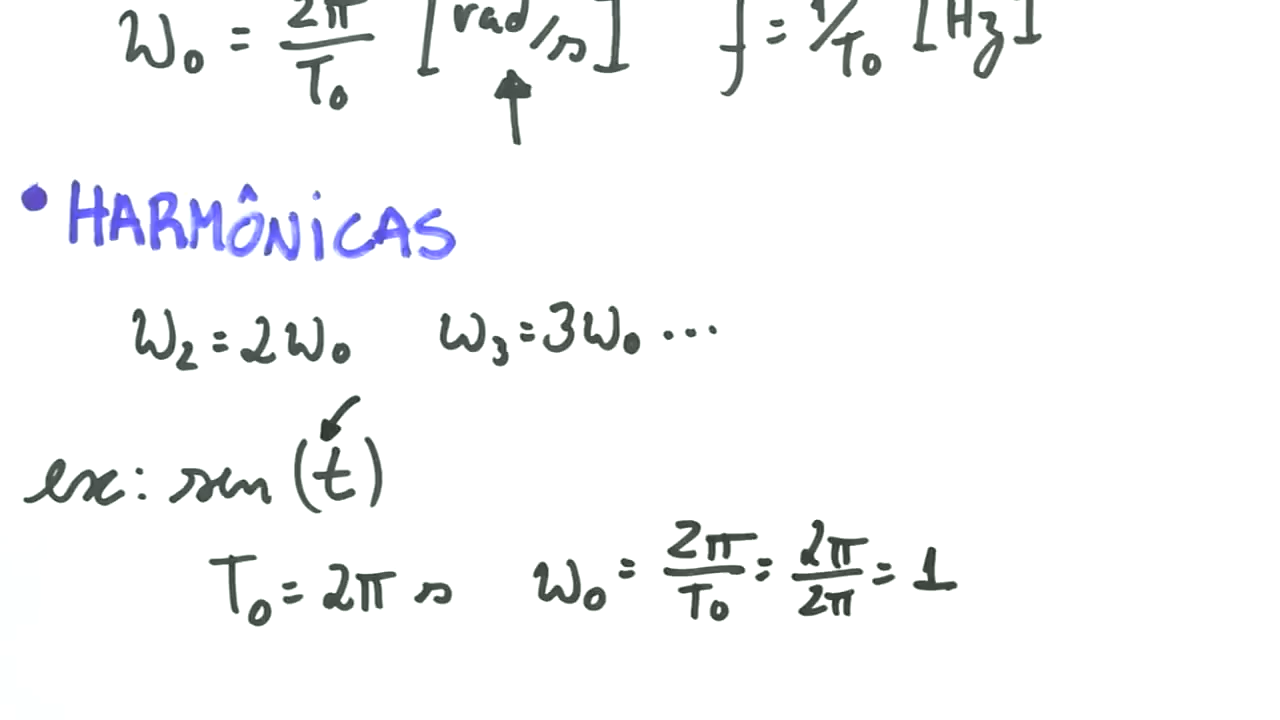 ω₀ = 2π/T₀ [rad/s] f = 1/T₀ [Hz]
• HARMÔNICAS
ω₂ = 2ω₀ ω₃ = 3ω₀ ...
ex: sen (t)
T₀ = 2π s ω₀ = 2π/T₀ = 2π/2π = 1